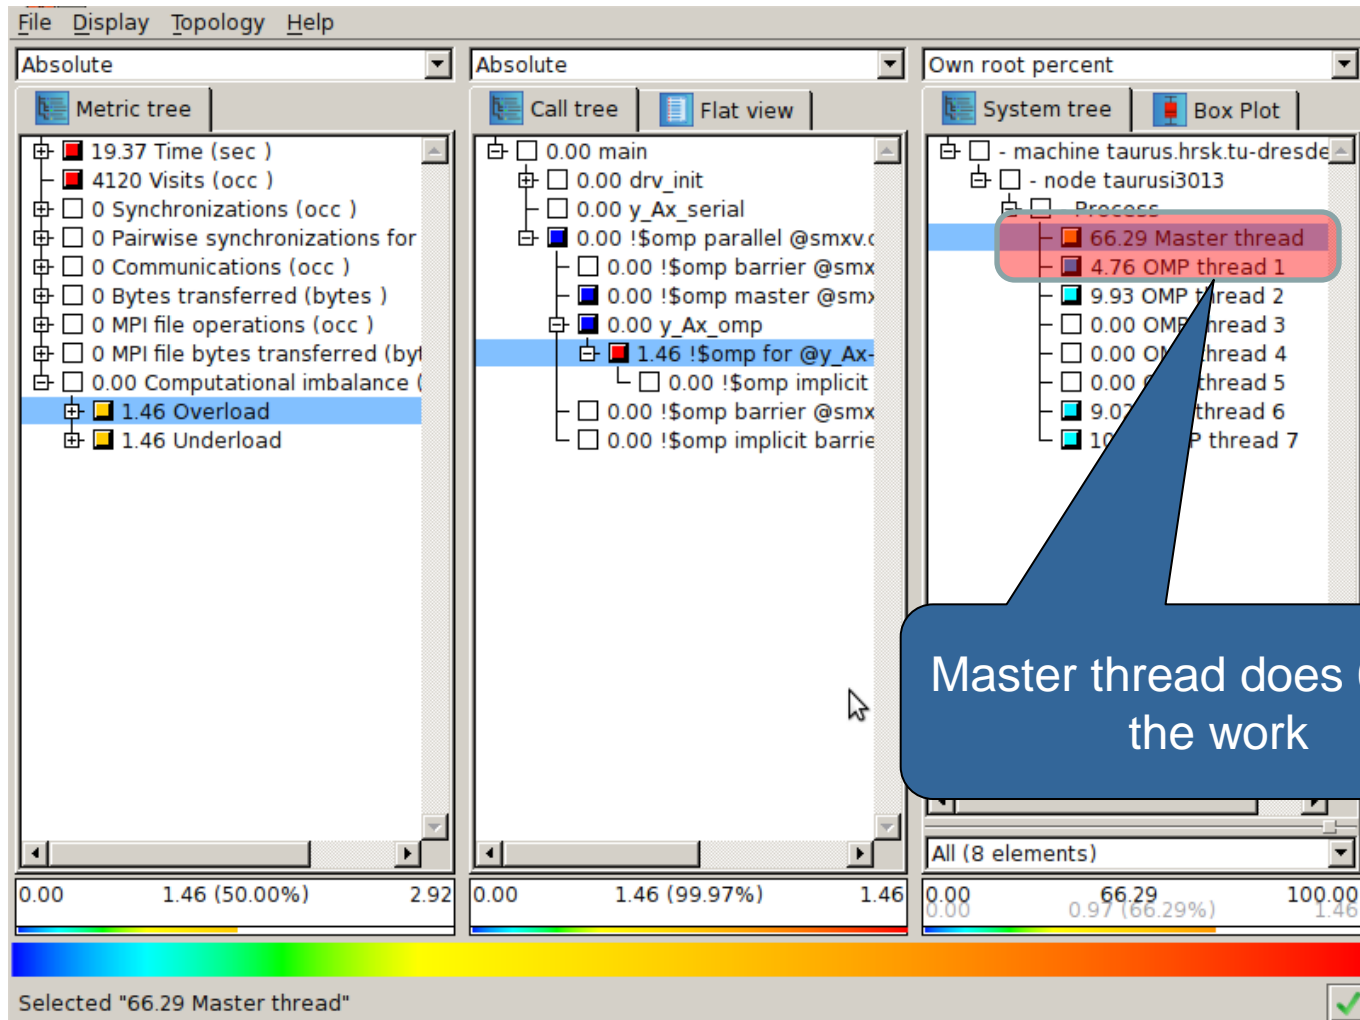 File Display Topology Help
Absolute
Metric tree
19.37 Time (sec )
4120 Visits (occ )
0 Synchronizations (occ )
0 Pairwise synchronizations for
0 Communications (occ )
0 Bytes transferred (bytes )
0 MPI file operations (occ )
0 MPI file bytes transferred (byt
0.00 Computational imbalance (
1.46 Overload
1.46 Underload
0.00 1.46 (50.00%) 2.92
Absolute
Call tree Flat view
0.00 main
0.00 drv_init
0.00 y_Ax_serial
0.00 !$omp parallel @smxv.c
0.00 !$omp barrier @smx
0.00 !$omp master @smx
0.00 y_Ax_omp
1.46 !$omp for @y_Ax-
0.00 !$omp implicit
0.00 !$omp barrier @smx
0.00 !$omp implicit barrie
0.00 1.46 (99.97%) 1.46
Own root percent
System tree Box Plot
- machine taurus.hrsk.tu-dresde
- node taurusi3013
Process
66.29 Master thread
4.76 OMP thread 1
9.93 OMP thread 2
0.00 OMP thread 3
0.00 thread 4
0.00 thread 5
thread 6
thread 7
Master thread does
the work
All (8 elements)
0.00 66.29 100.00
0.00 0.97 (66.29%) 1.46
Selected "66.29 Master thread"